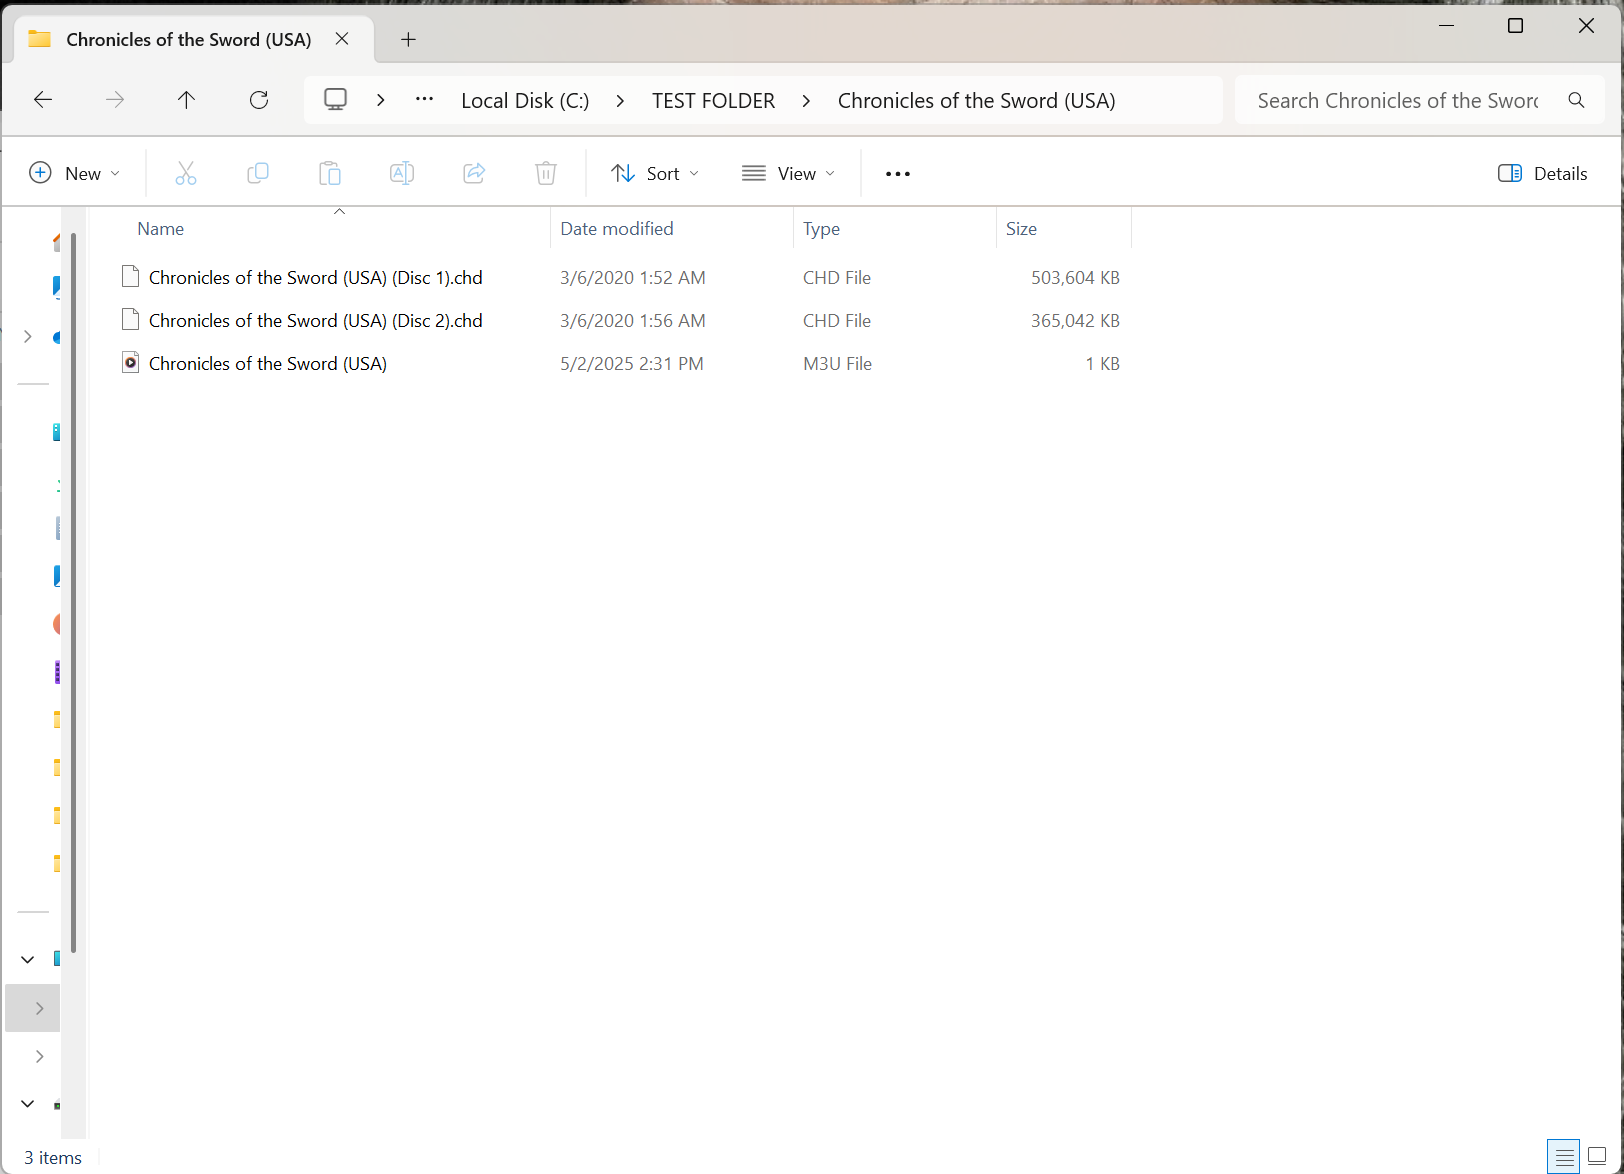 Chronicles of the Sword (USA)
Local Disk (C:) > TEST FOLDER > Chronicles of the Sword (USA)
Search Chronicles of the Swor
New
Sort
View
Details
Name Date modified Type Size
Chronicles of the Sword (USA) (Disc 1).chd 3/6/2020 1:52 AM CHD File 503,604 KB
Chronicles of the Sword (USA) (Disc 2).chd 3/6/2020 1:56 AM CHD File 365,042 KB
Chronicles of the Sword (USA) 5/2/2025 2:31 PM M3U File 1 KB
3 items